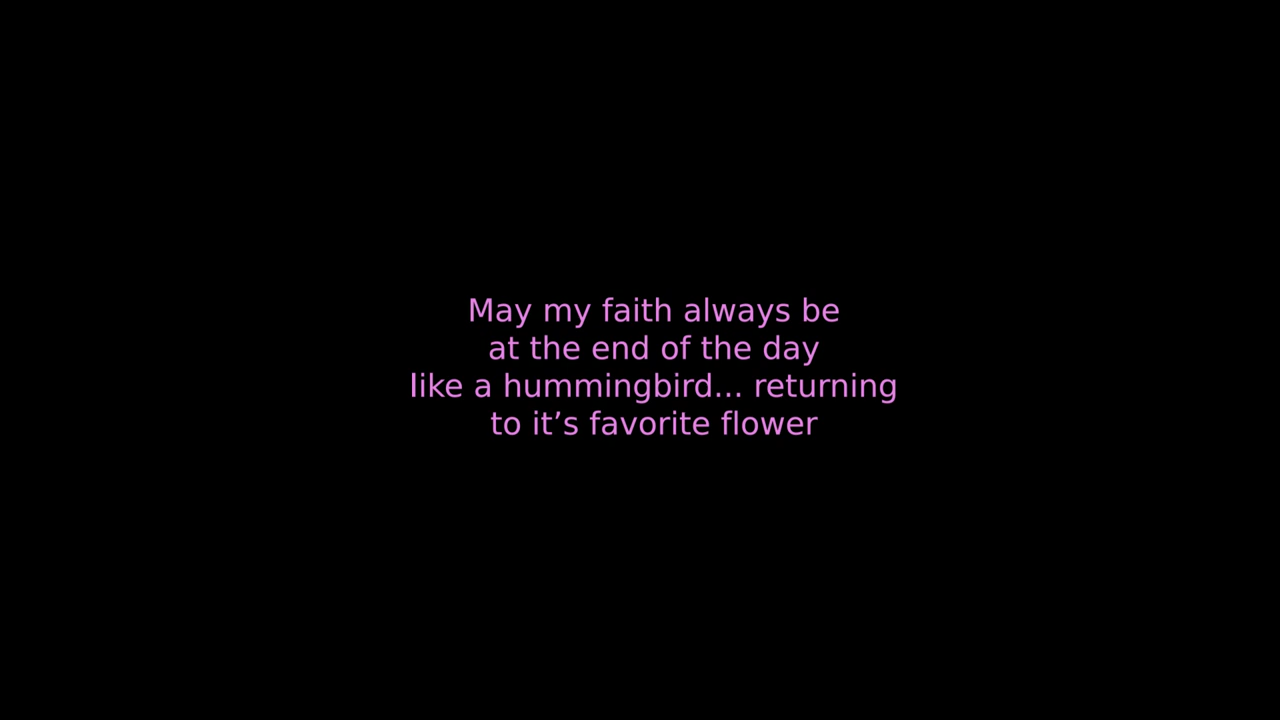 May my faith always be
at the end of the day
like a hummingbird... returning
to it’s favorite flower